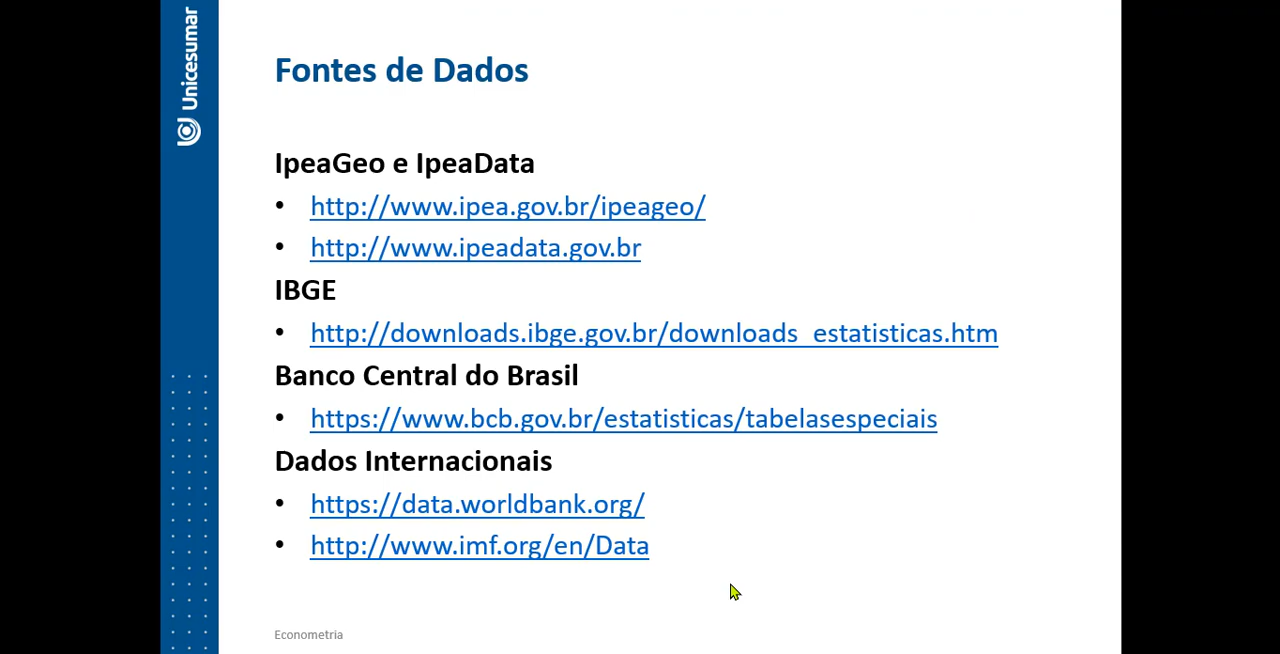 Unicesumar
Fontes de Dados
IpeaGeo e IpeaData
• http://www.ipea.gov.br/ipeageo/
• http://www.ipeadata.gov.br
IBGE
• http://downloads.ibge.gov.br/downloads_estatisticas.htm
Banco Central do Brasil
• https://www.bcb.gov.br/estatisticas/tabelasespeciais
Dados Internacionais
• https://data.worldbank.org/
• http://www.imf.org/en/Data
Econometria